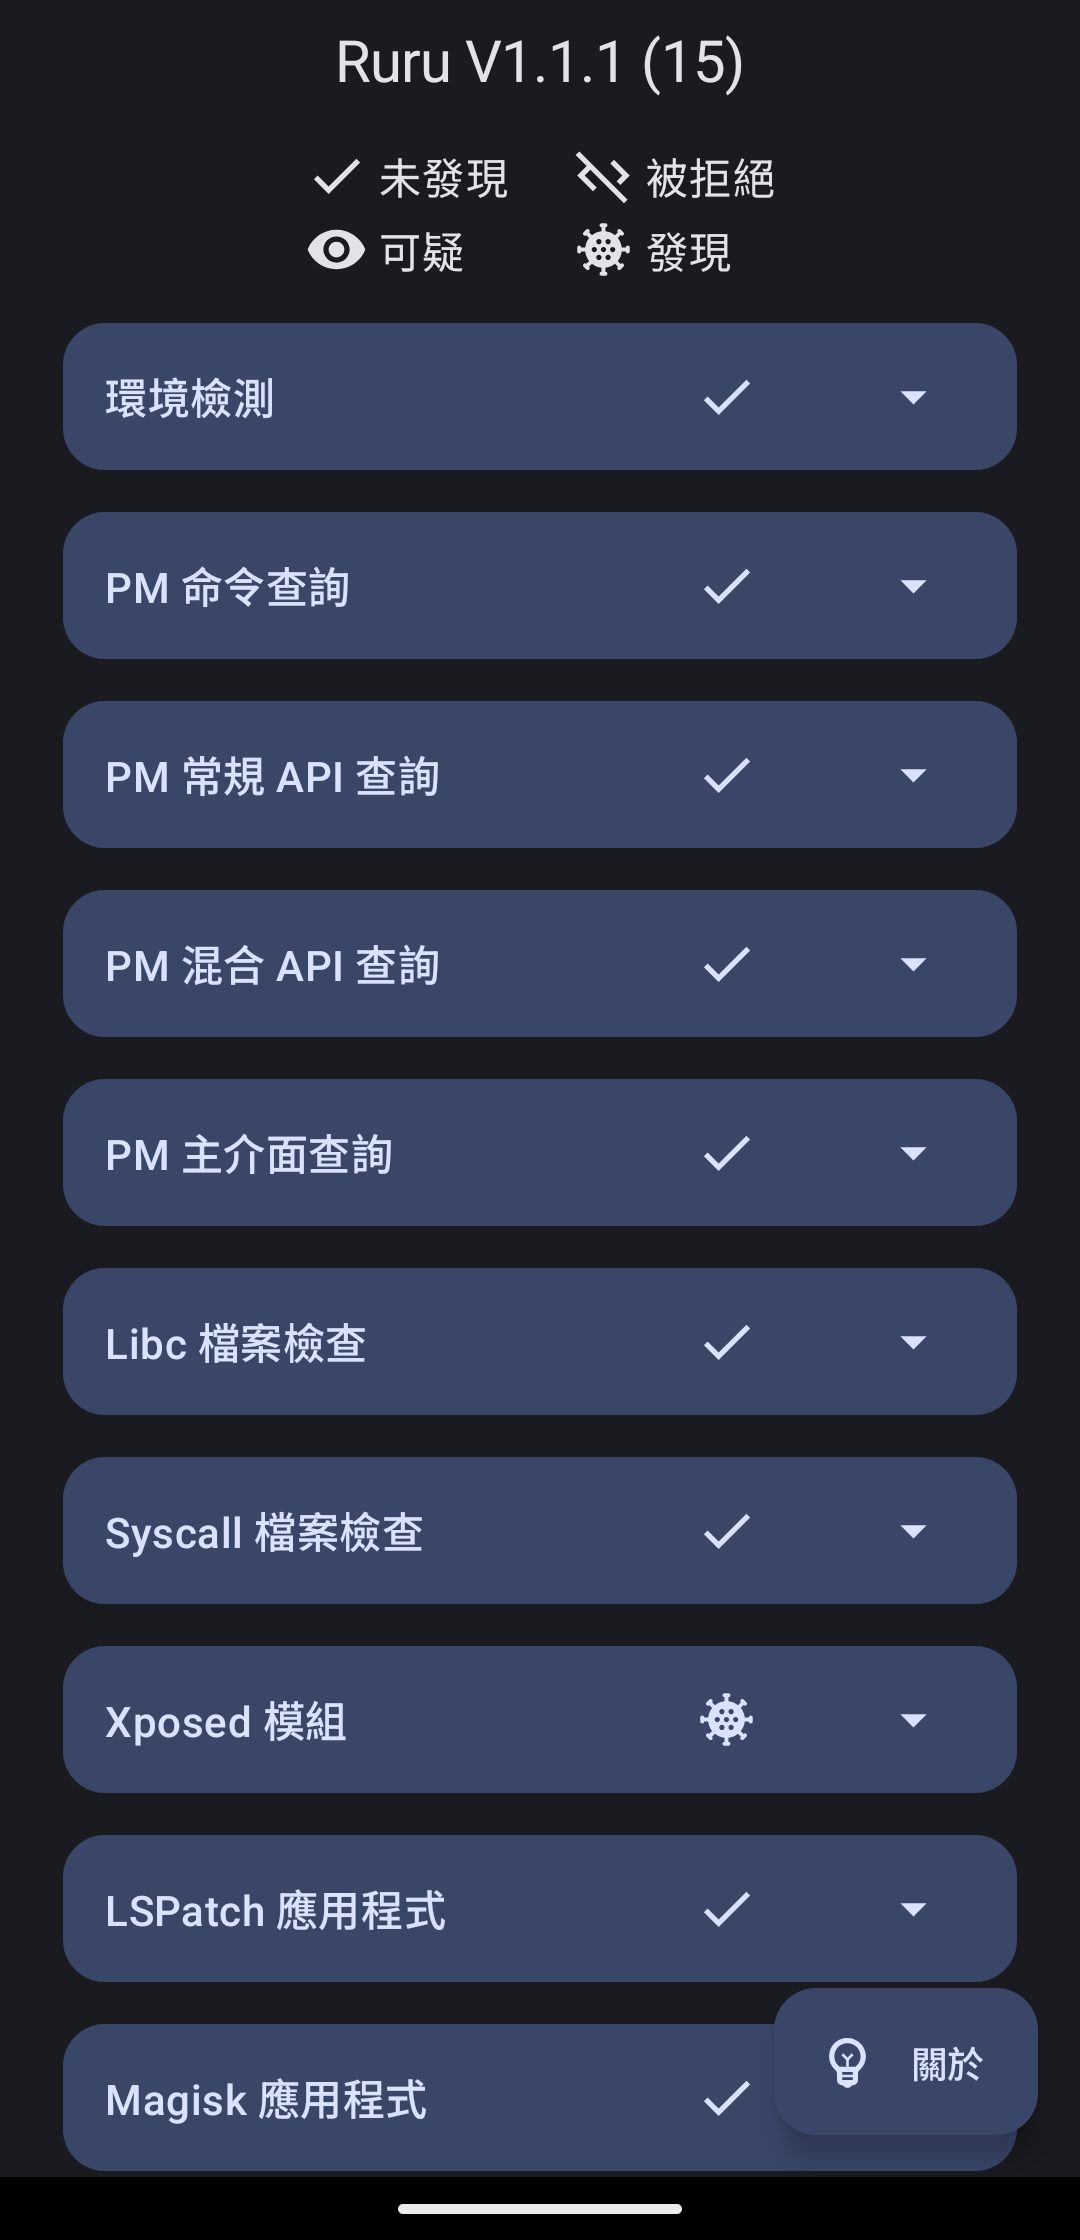 Ruru V1.1.1 (15)
未發現 被拒絕
可疑 發現
環境檢測
PM 命令查詢
PM 常規 API 查詢
PM 混合 API 查詢
PM 主介面查詢
Libc 檔案檢查
Syscall 檔案檢查
Xposed 模組
LSPatch 應用程式
Magisk 應用程式
關於